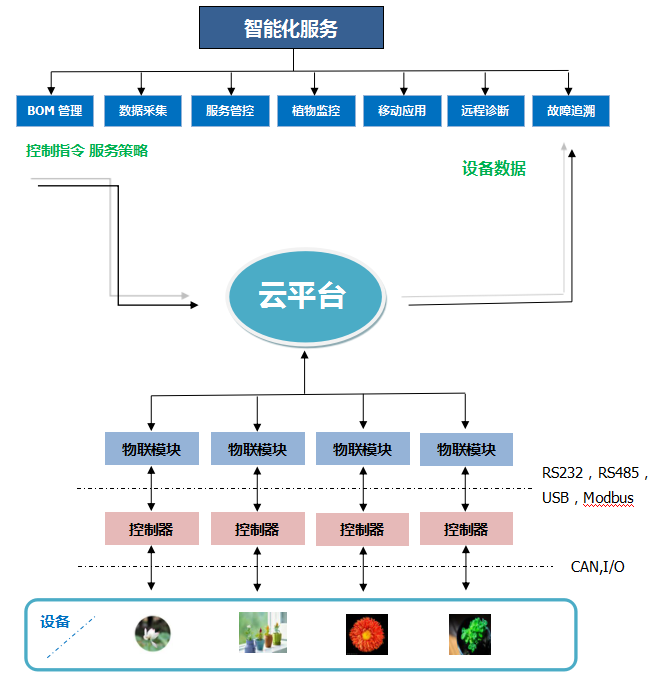 智能化服务
BOM 管理
数据采集
服务管控
植物监控
移动应用
远程诊断
故障追溯
控制指令 服务策略
设备数据
云平台
物联模块
物联模块
物联模块
物联模块
RS232，RS485，
USB，Modbus
控制器
控制器
控制器
控制器
CAN,I/O
设备